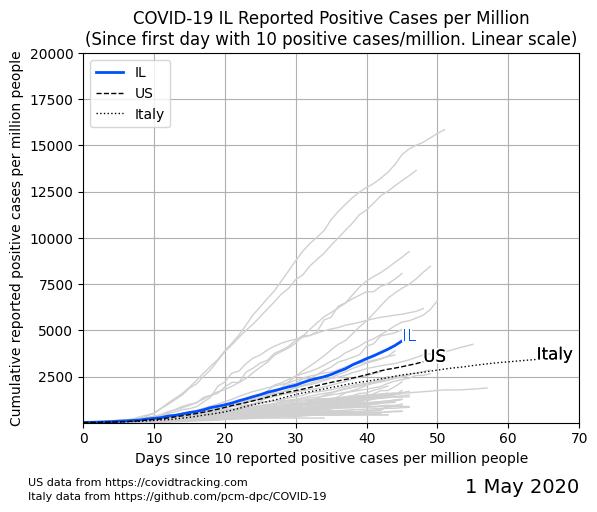 COVID-19 IL Reported Positive Cases per Million
(Since first day with 10 positive cases/million. Linear scale)
Cumulative reported positive cases per million people
20000
17500
15000
12500
10000
7500
5000
2500
IL
US
Italy
IL
US
Italy
0 10 20 30 40 50 60 70
Days since 10 reported positive cases per million people
US data from https://covidtracking.com
Italy data from https://github.com/pcm-dpc/COVID-19
1 May 2020